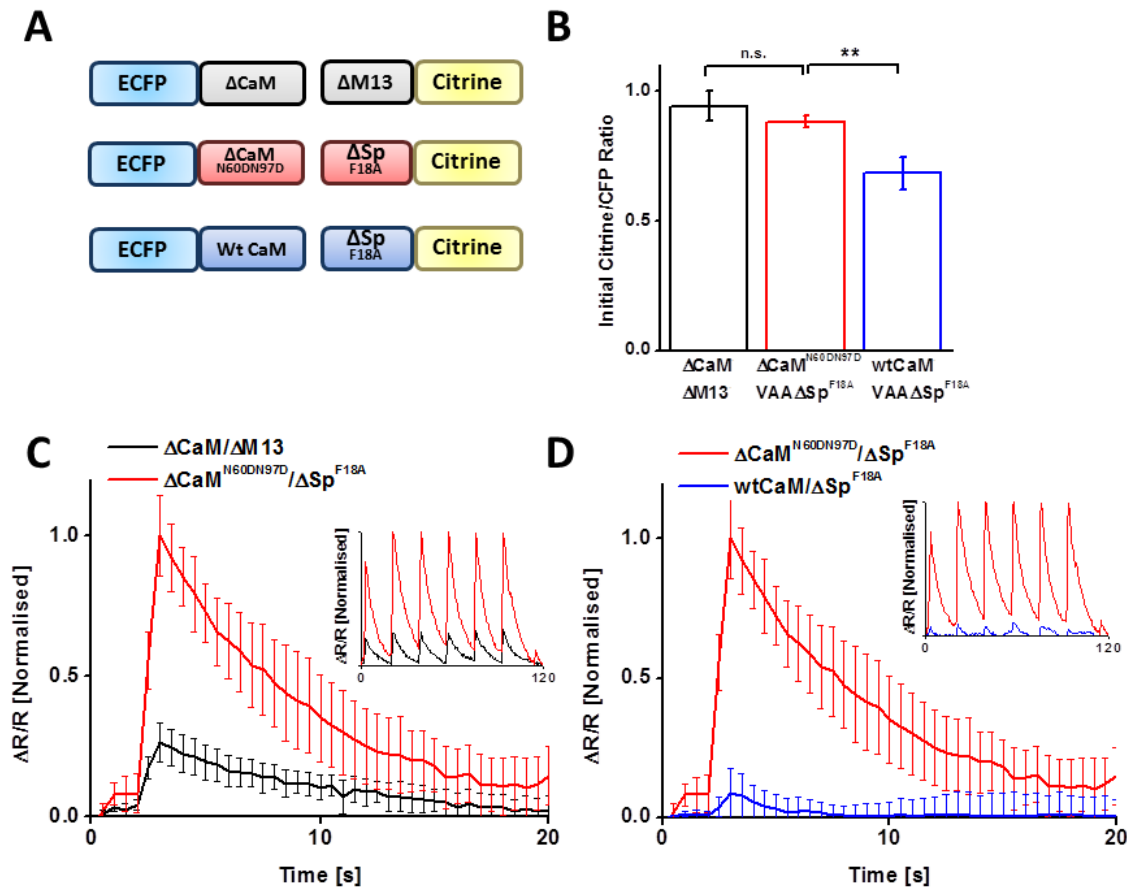 A
ECFP ΔCaM ΔM13 Citrine
ECFP ΔCaM N60DN97D ΔSp F18A Citrine
ECFP Wt CaM ΔSp F18A Citrine
B
n.s. **
Initial Citrine/CFP Ratio
1.0
0.5
0.0
ΔCaM ΔCaM^N60DN97D wtCaM
ΔM13 VAAΔSp^F18A VAAΔSp^F18A
C
ΔCaM/ΔM13
ΔCaM^N60DN97D/ΔSp^F18A
ΔR/R [Normalised]
1.0
0.5
0.0
0 10 20
Time [s]
ΔR/R [Normalised]
0 120
D
ΔCaM^N60DN97D/ΔSp^F18A
wtCaM/ΔSp^F18A
ΔR/R [Normalised]
1.0
0.5
0.0
0 10 20
Time [s]
ΔR/R [Normalised]
0 120